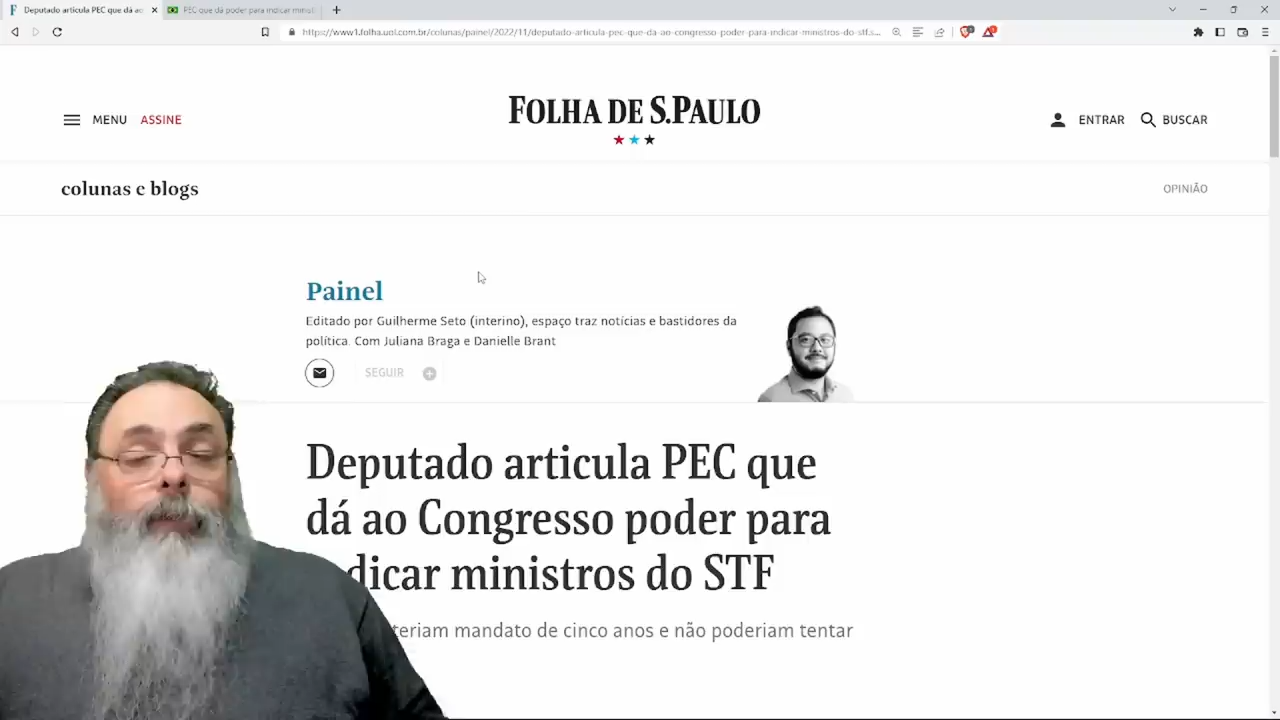 Deputado articula PEC que dá ao
PEC que dá poder para indicar minist
https://www1.folha.uol.com.br/colunas/painel/2022/11/deputado-articula-pec-que-da-ao-congresso-poder-para-indicar-ministros-do-stf.s...
MENU ASSINE
FOLHA DE S.PAULO
ENTRAR BUSCAR
colunas e blogs
OPINIÃO
Painel
Editado por Guilherme Seto (interino), espaço traz notícias e bastidores da
política. Com Juliana Braga e Danielle Brant
SEGUIR
Deputado articula PEC que
dá ao Congresso poder para
dicar ministros do STF
teriam mandato de cinco anos e não poderiam tentar